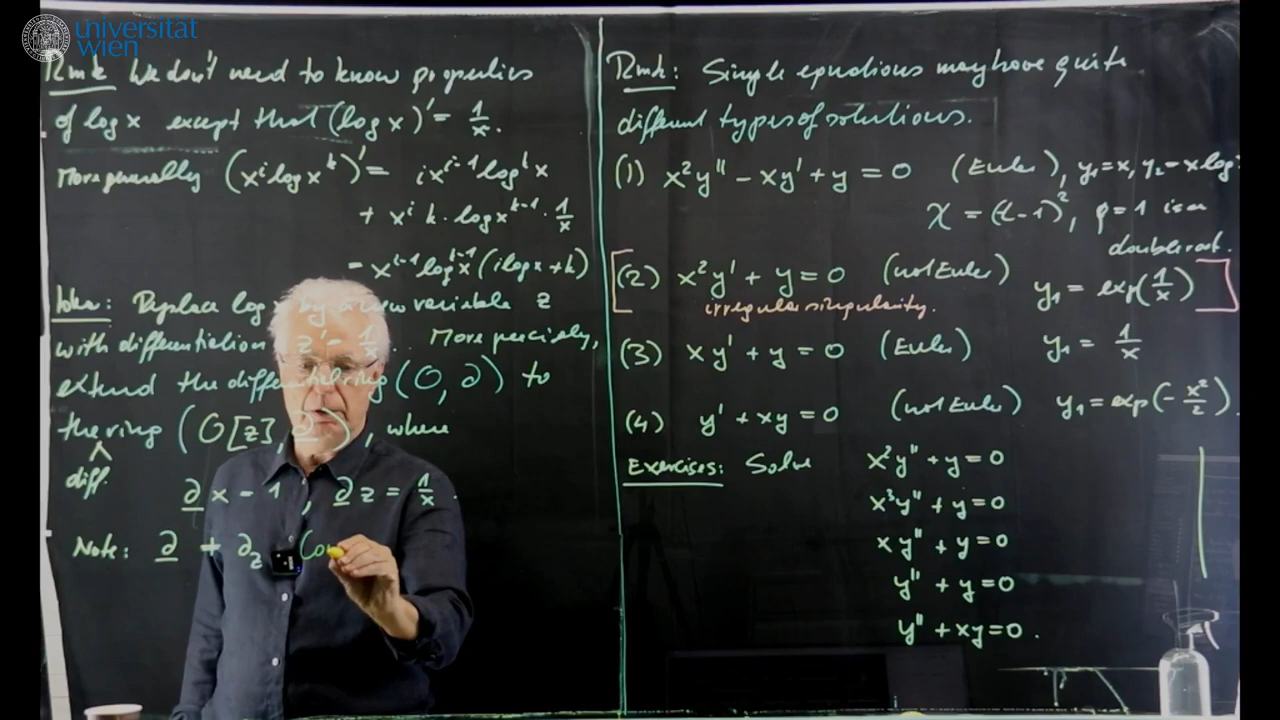 universität
wien
Rmk We don't need to know properties
of log x except that (log x)' = 1/x.
More generally (x^i log x^k)' = i x^{i-1} log^k x
+ x^i k · log x^{k-1} · 1/x
= x^{i-1} log^{k-1} x (i log x + k)
Idea: Replace log by a new variable z
with differentiation z' = 1/x. More precisely,
extend the differential ring (O, ∂) to
the ring (O[z], ∂), where
diff.
∂x = 1, ∂z = 1/x.
Note: ∂ ≠ ∂_z
Rmk: Simple equations may have quite
different types of solutions.
(1) x²y'' - xy' + y = 0 (Euler), y₁ = x, y₂ = x log
χ = (t-1)², ρ = 1 is a
double root.
[(2) x²y' + y = 0 (not Euler) y₁ = exp(1/x)]
irregular singularity.
(3) xy' + y = 0 (Euler) y₁ = 1/x
(4) y' + xy = 0 (not Euler) y₁ = exp(-x²/2).
Exercises: Solve x²y'' + y = 0
x³y'' + y = 0
xy'' + y = 0
y'' + y = 0
y'' + xy = 0.